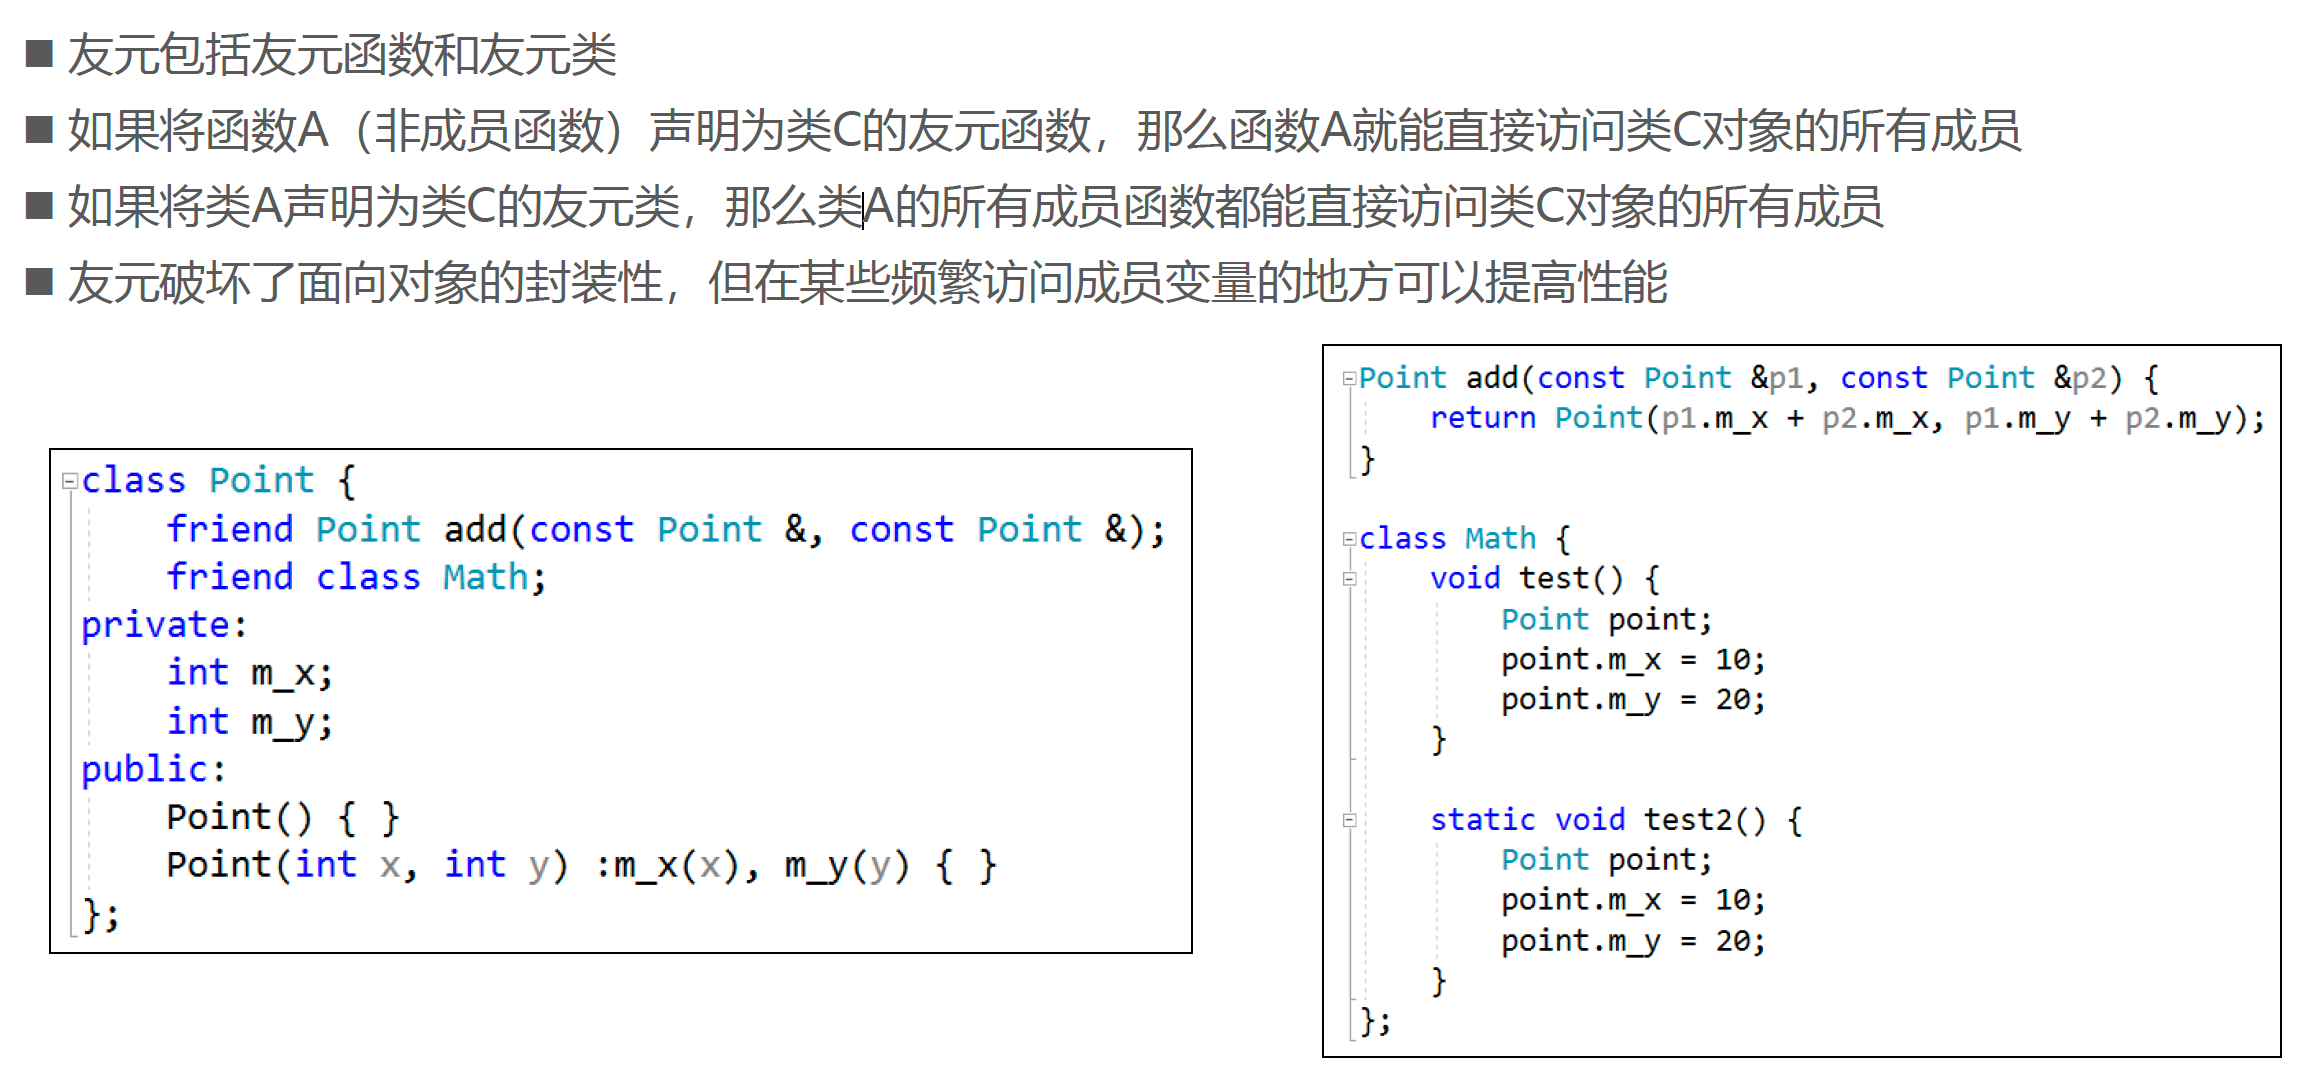 ■ 友元包括友元函数和友元类
■ 如果将函数A（非成员函数）声明为类C的友元函数，那么函数A就能直接访问类C对象的所有成员
■ 如果将类A声明为类C的友元类，那么类A的所有成员函数都能直接访问类C对象的所有成员
■ 友元破坏了面向对象的封装性，但在某些频繁访问成员变量的地方可以提高性能
class Point {
    friend Point add(const Point &, const Point &);
    friend class Math;
private:
    int m_x;
    int m_y;
public:
    Point() { }
    Point(int x, int y) :m_x(x), m_y(y) { }
};
Point add(const Point &p1, const Point &p2) {
    return Point(p1.m_x + p2.m_x, p1.m_y + p2.m_y);
}
class Math {
    void test() {
        Point point;
        point.m_x = 10;
        point.m_y = 20;
    }
    static void test2() {
        Point point;
        point.m_x = 10;
        point.m_y = 20;
    }
};